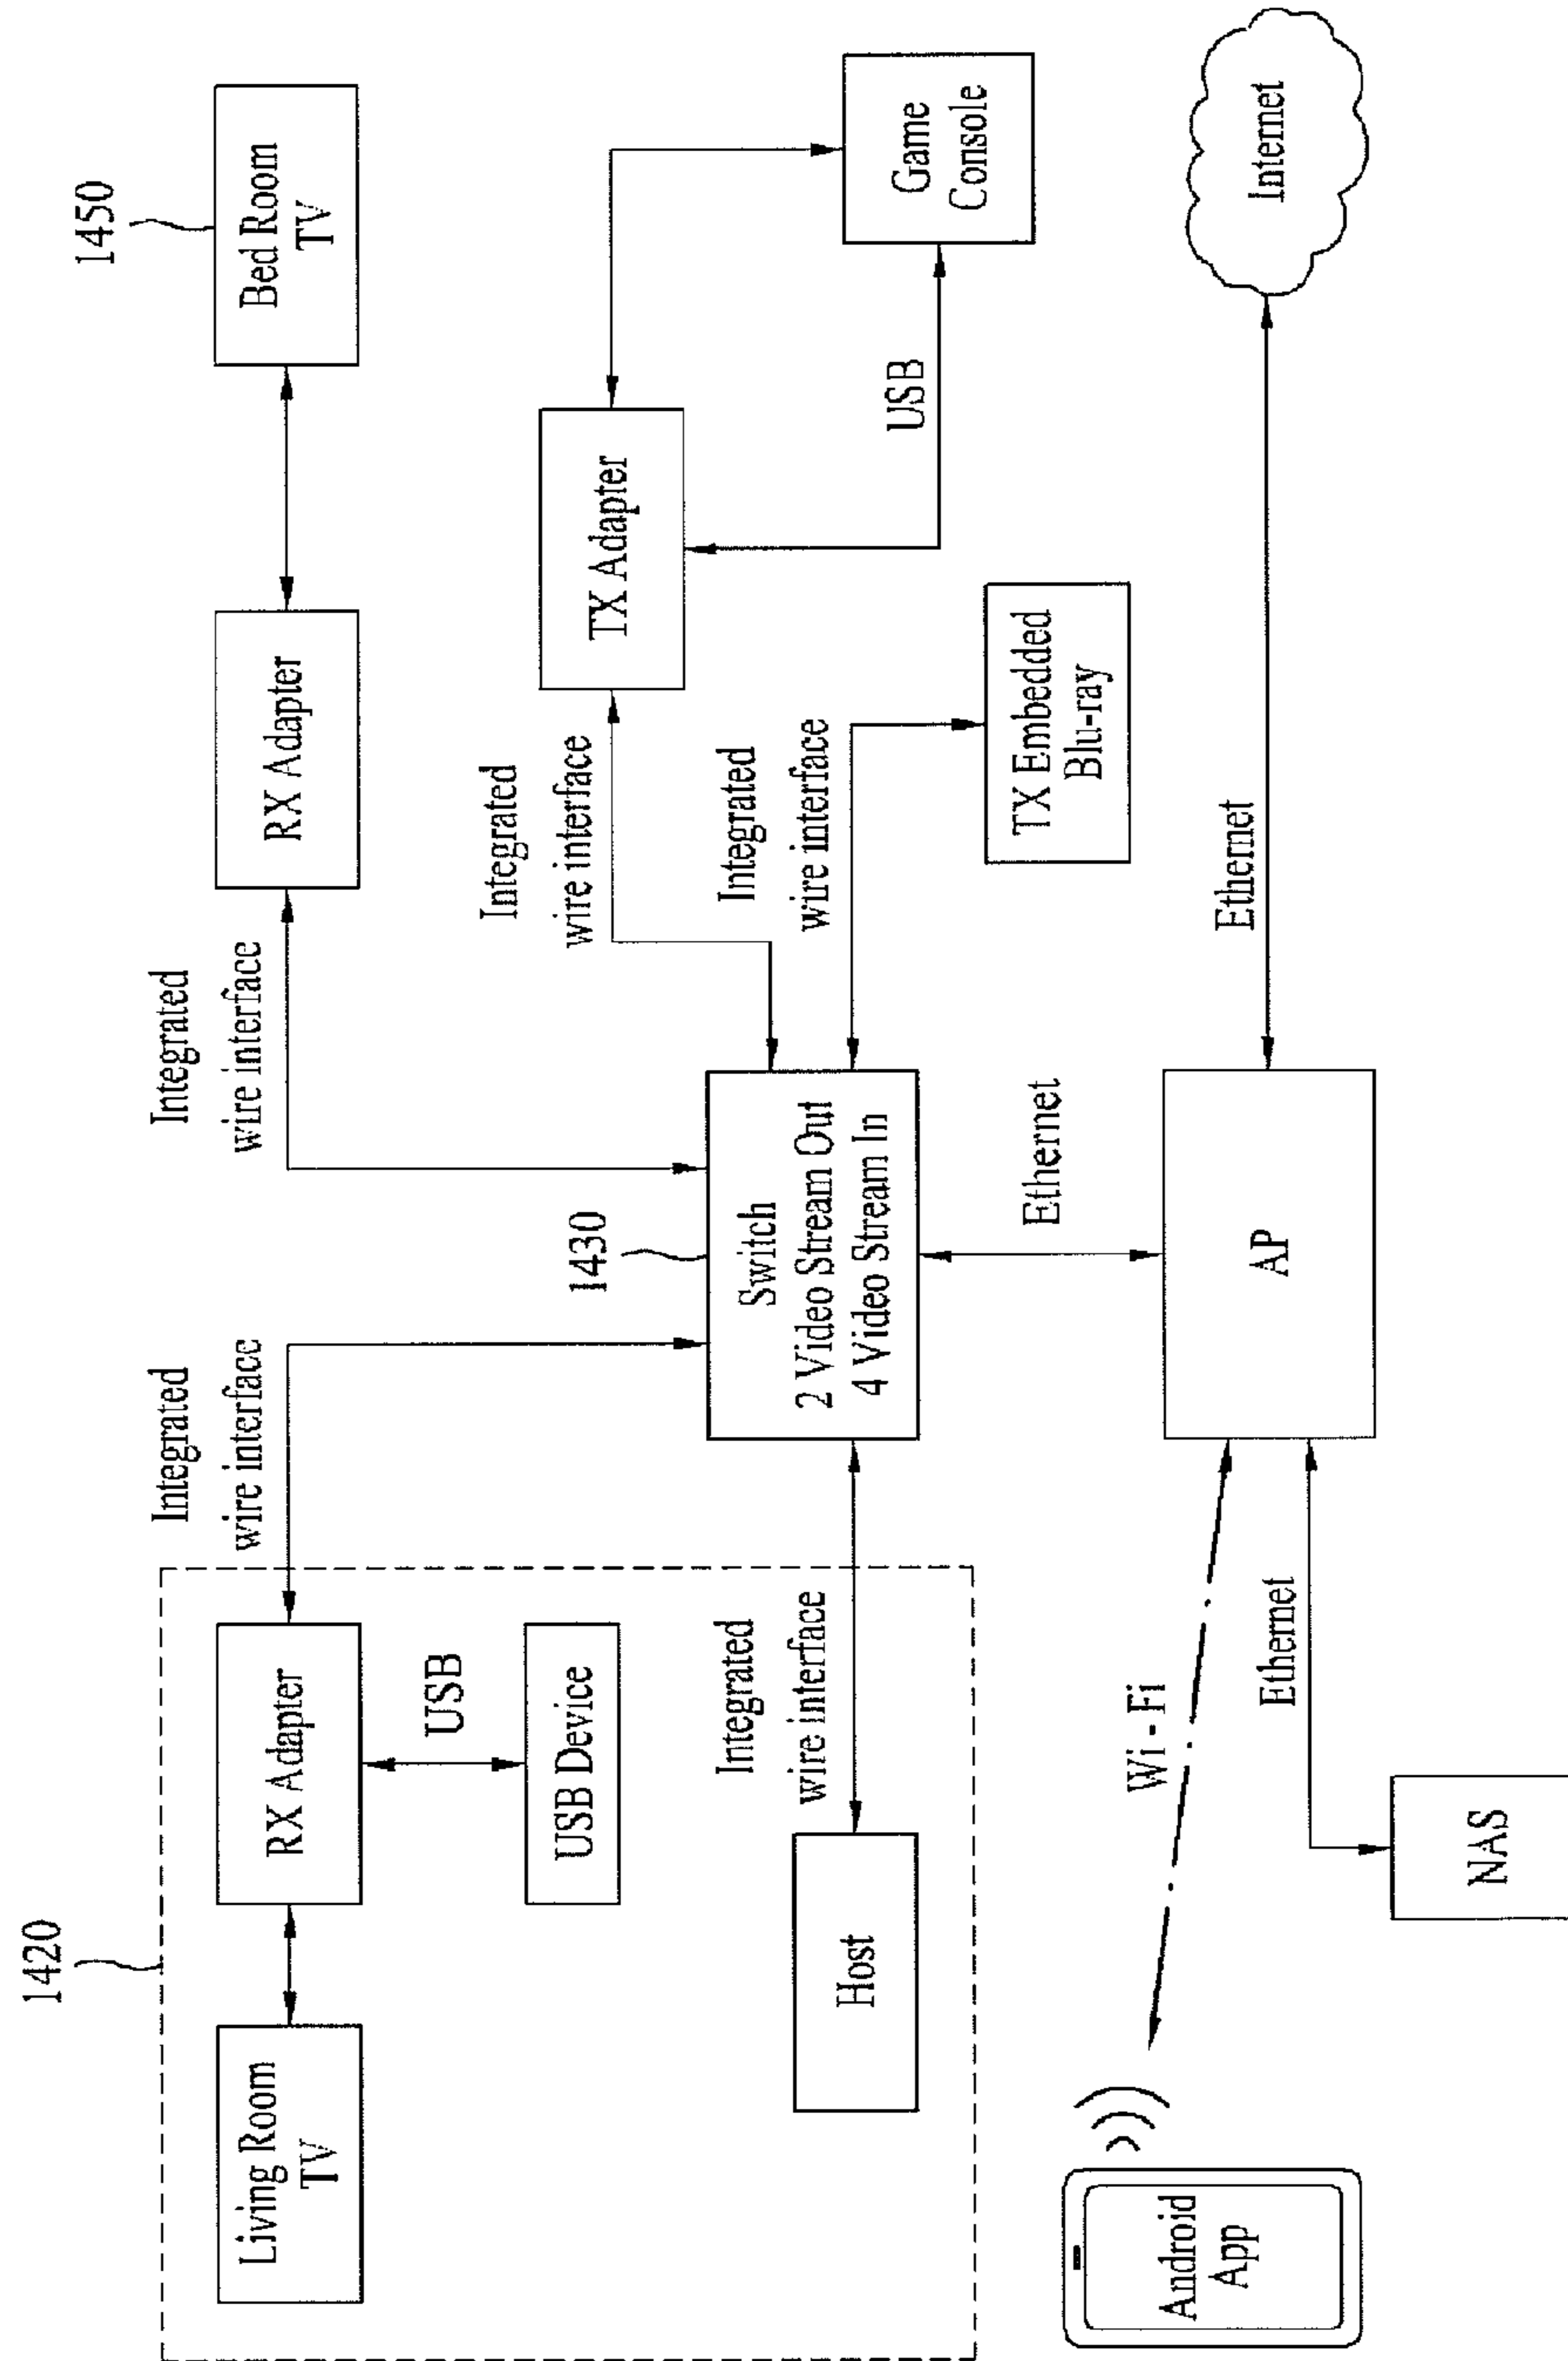 1420
Living Room
TV
RX Adapter
USB
USB Device
Host
Integrated
wire interface
Integrated
wire interface
1430
Switch
2 Video Stream Out
4 Video Stream In
Integrated
wire interface
RX Adapter
1450
Bed Room
TV
Integrated
wire interface
TX Adapter
USB
Game
Console
Integrated
wire interface
TX Embedded
Blu-ray
Ethernet
AP
Ethernet
Internet
Wi - Fi
Android
App
Ethernet
NAS